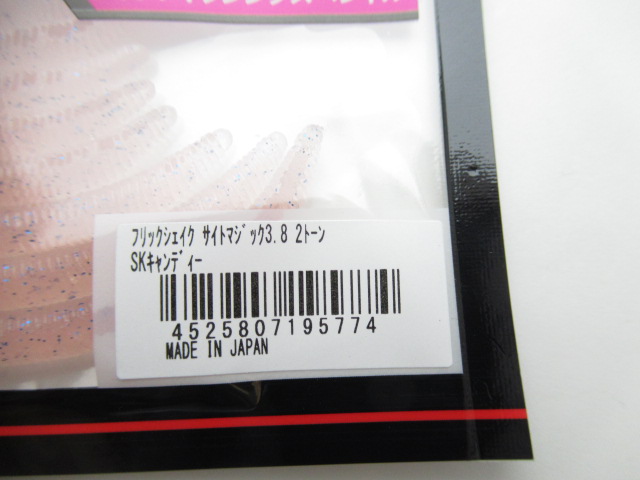 フリックシェイク サイトマジック3.8 2トーン
SKキャンディー
4525807195774
MADE IN JAPAN